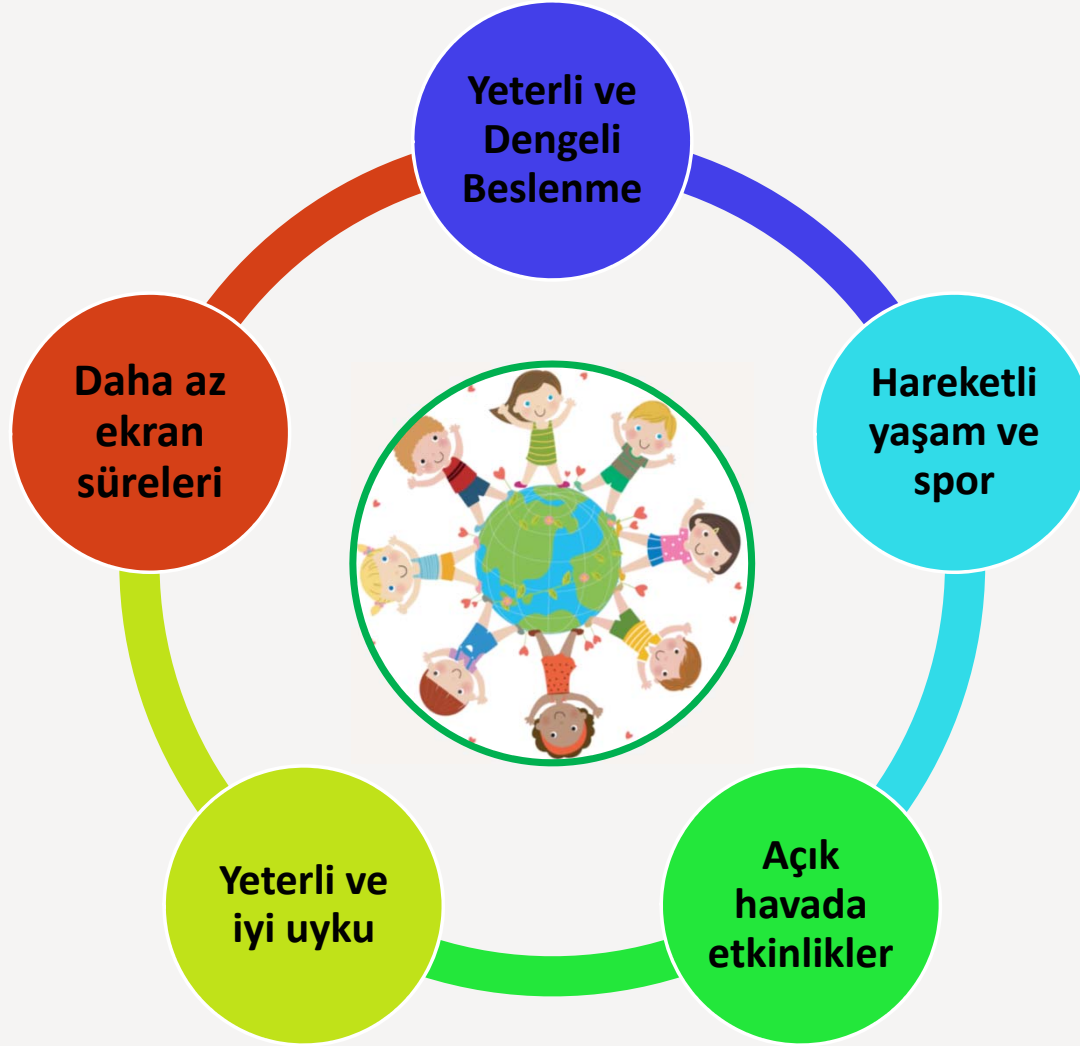 Yeterli ve
Dengeli
Beslenme
Hareketli
yaşam ve
spor
Açık
havada
etkinlikler
Yeterli ve
iyi uyku
Daha az
ekran
süreleri